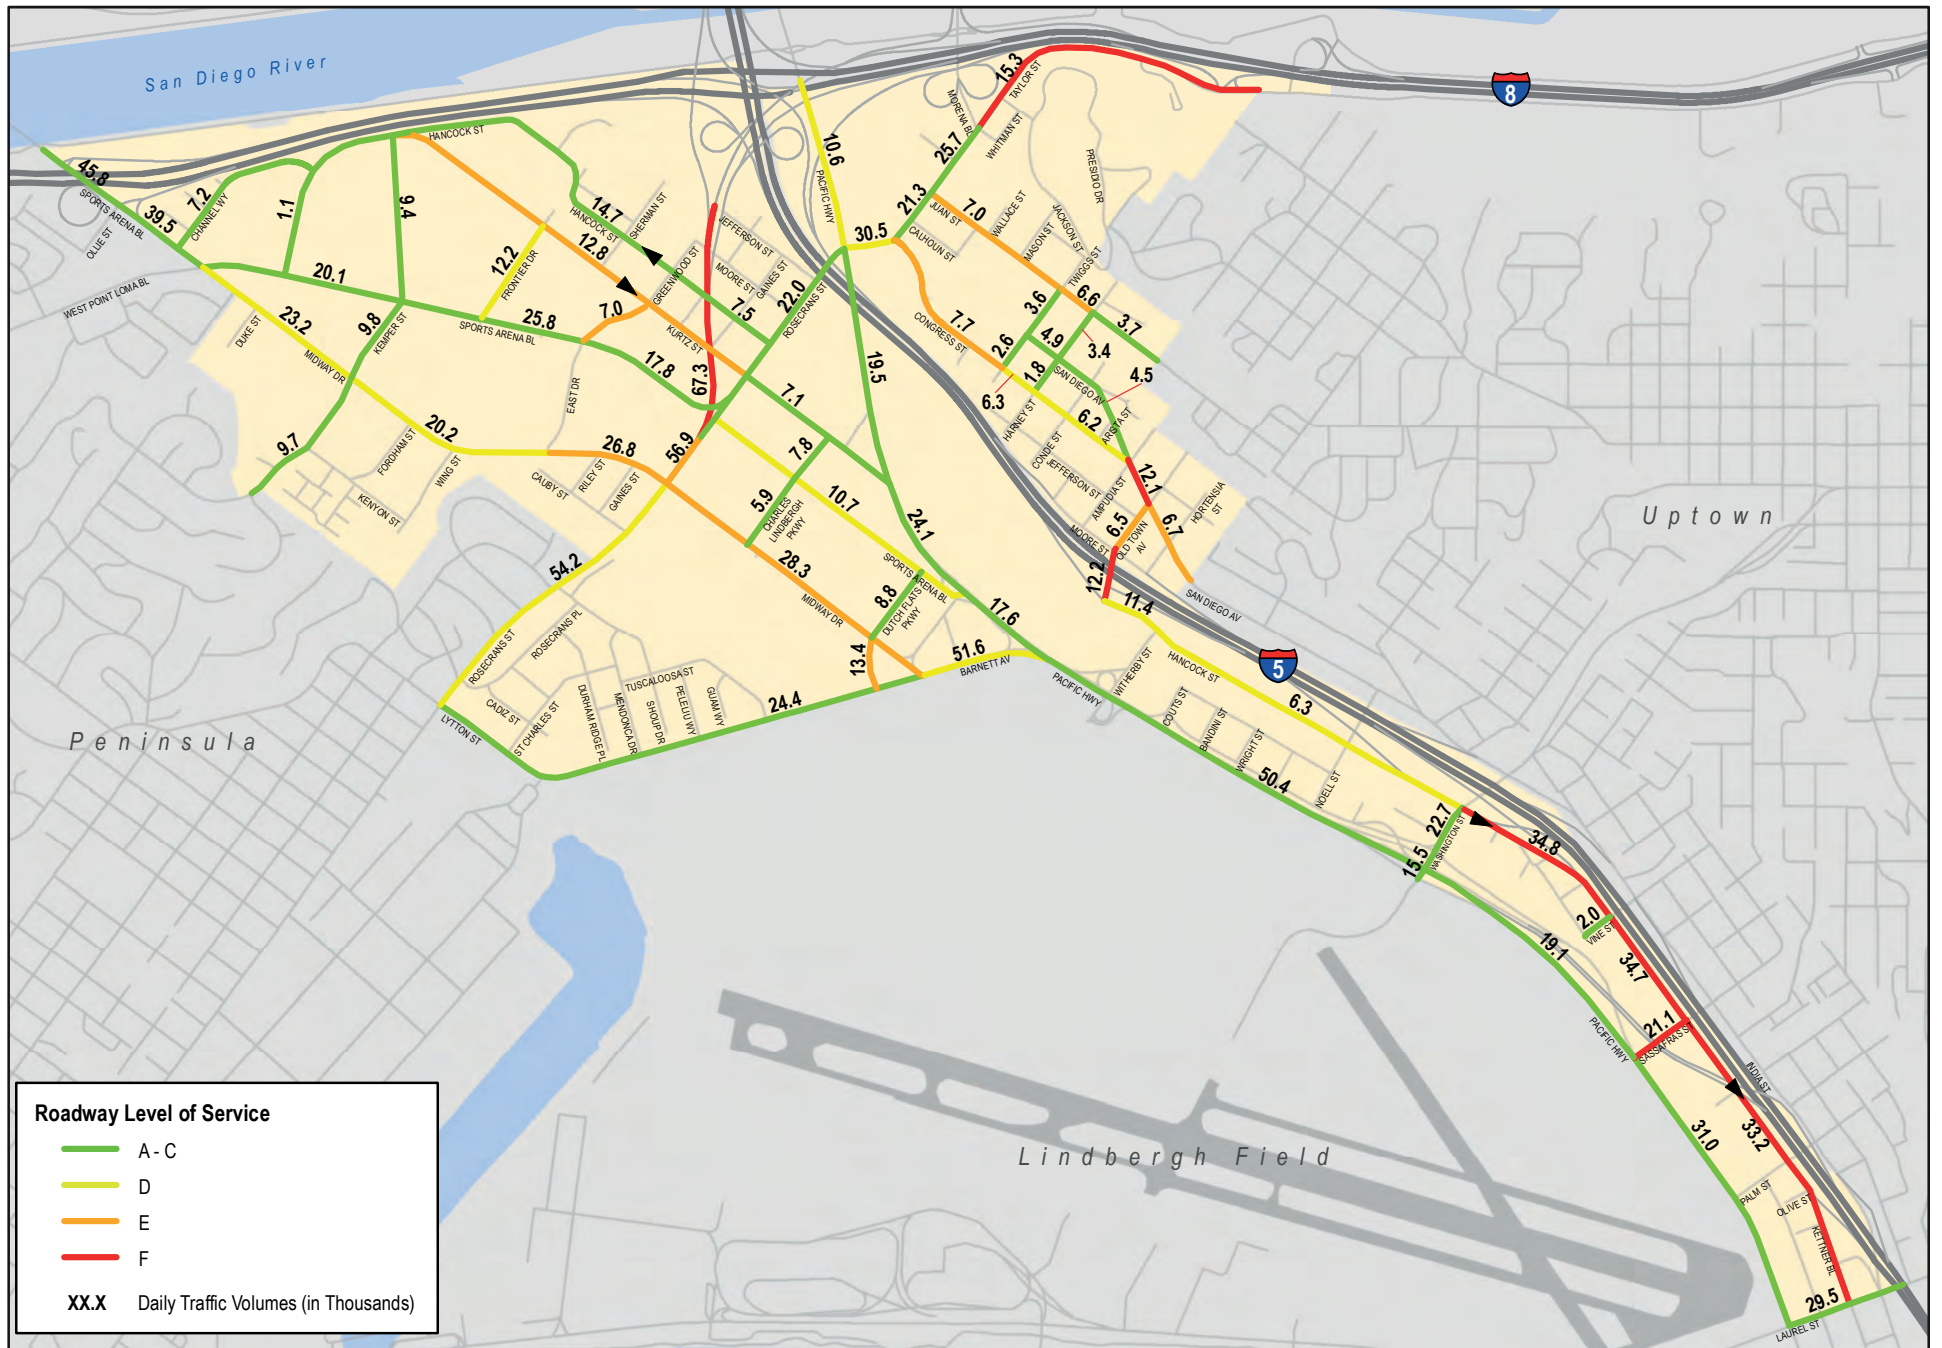 San Diego River
8
15.3
TAYLOR ST
MORENA BL
WHITMAN ST
25.7
10.6
PACIFIC HWY
PRESIDIO DR
HANCOCK ST
45.8
SPORTS ARENA BL
39.5
7.2
CHANNEL WY
1.1
9.4
OLLIE ST
14.7
HANCOCK ST
SHERMAN ST
12.8
12.2
FRONTIER DR
GREENWOOD ST
JEFFERSON ST
MOORE ST
GAINES ST
22.0
ROSECRANS ST
30.5
21.3
JUAN ST
7.0
CALHOUN ST
WALLACE ST
MASON ST
JACKSON ST
TWIGGS ST
WEST POINT LOMA BL
20.1
23.2
DUKE ST
MIDWAY DR
9.8
KEMPER ST
SPORTS ARENA BL
25.8
7.0
KURTZ ST
7.5
17.8
67.3
19.5
7.7
CONGRESS ST
3.6
6.6
3.7
2.6
4.9
3.4
1.8
SAN DIEGO AV
4.5
6.3
HARNEY ST
6.2
ARISTA ST
CONDE ST
JEFFERSON ST
AMPUDIA ST
12.1
HORTENSIA
ST
MOORE ST
6.5
OLD TOWN
AV
6.7
12.2
SAN DIEGO AV
Uptown
EAST DR
7.1
9.7
20.2
FORDHAM ST
WING ST
KENYON ST
26.8
CAUBY ST
RILEY ST
GAINES ST
56.9
7.8
5.9
CHARLES
LINDBERGH
PKWY
10.7
24.1
54.2
28.3
MIDWAY DR
SPORTS ARENA BL
8.8
DUTCH FLATS
PKWY
17.6
11.4
13.4
51.6
BARNETT AV
PACIFIC HWY
WITHERBY ST
HANCOCK ST
5
6.3
ROSECRANS ST
ROSECRANS PL
CADIZ ST
ST CHARLES ST
LYTTON ST
DURHAM RIDGE PL
MENDONCA DR
TUSCALOOSA ST
SHOUP DR
PELELIU WY
GUAM WY
24.4
Peninsula
COUTS ST
BANDINI ST
WRIGHT ST
NOELL ST
50.4
22.7
15.5
WASHINGTON ST
34.8
2.0
VINE ST
19.1
34.7
21.1
SASSAFRAS ST
PACIFIC HWY
INDIA ST
33.2
31.0
PALM ST
OLIVE ST
KETTNER BL
29.5
LAUREL ST
Lindbergh Field
Roadway Level of Service
A - C
D
E
F
XX.X Daily Traffic Volumes (in Thousands)